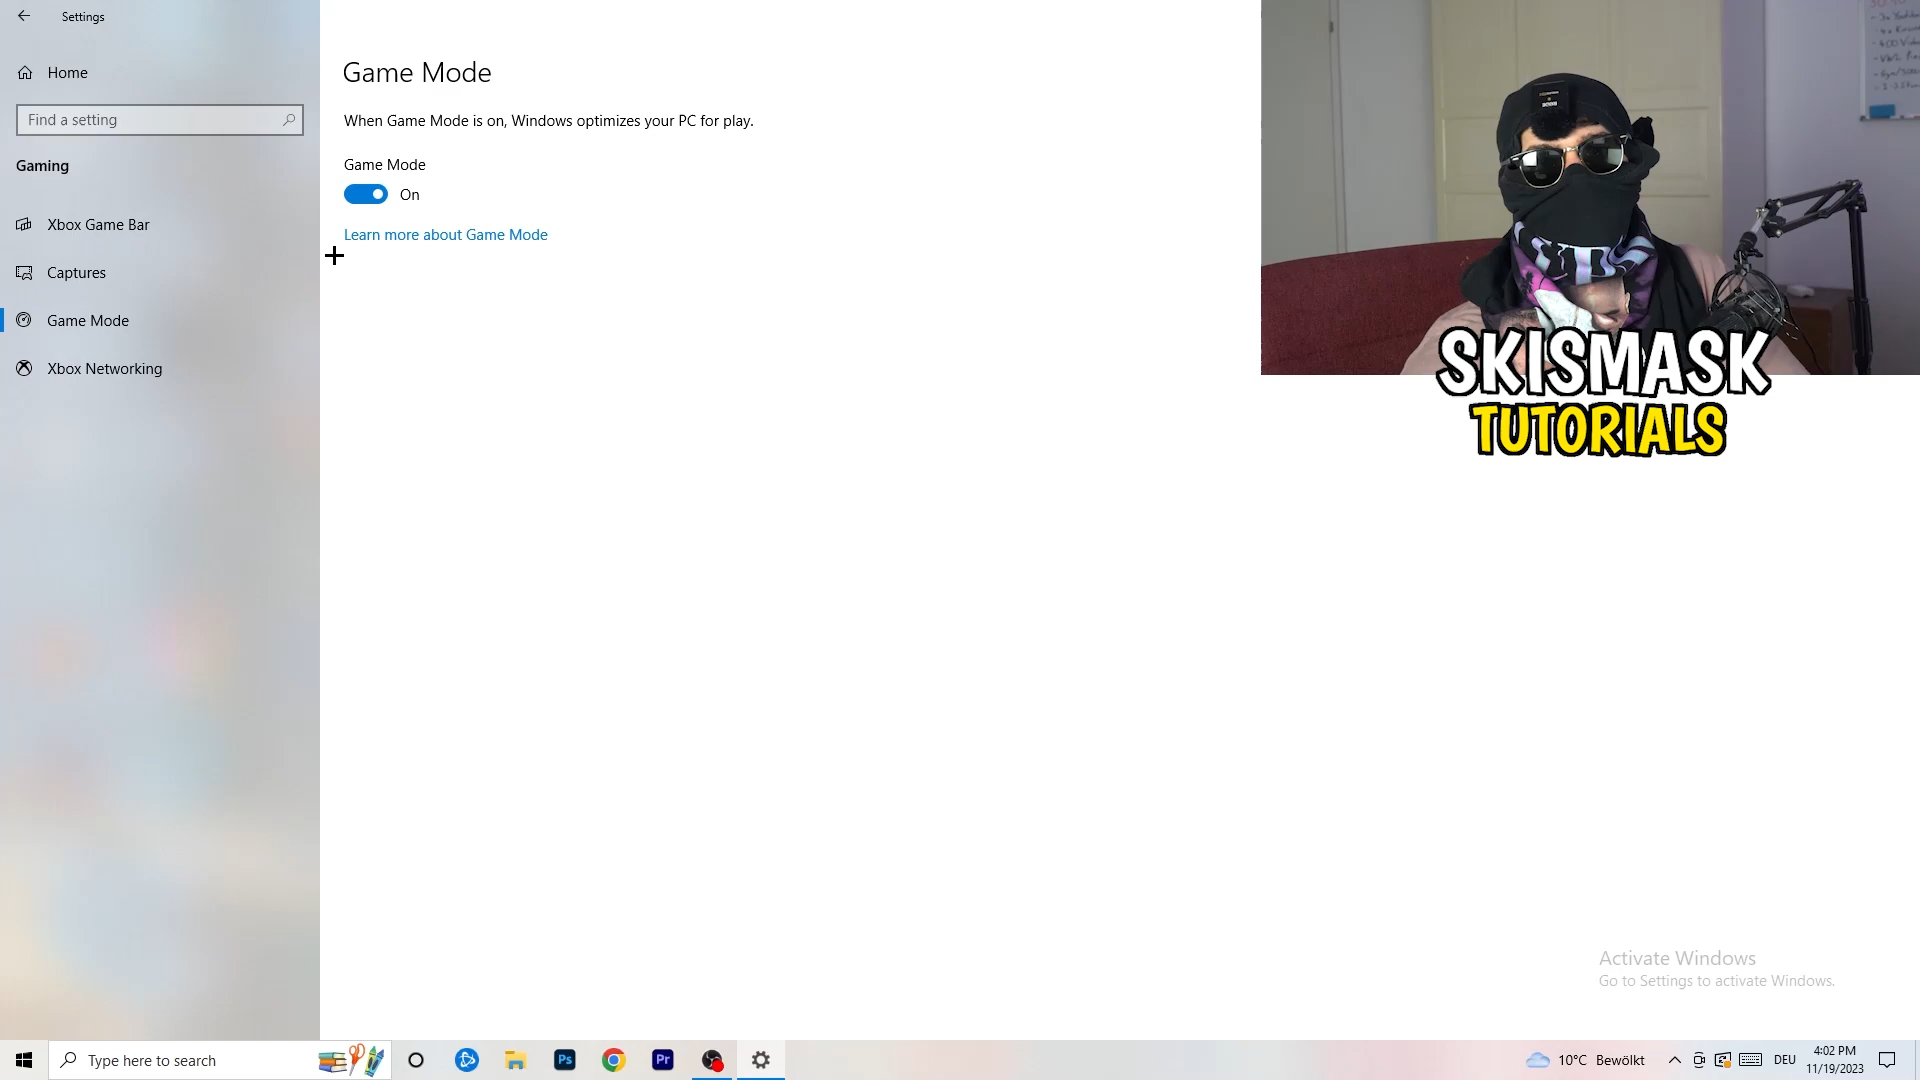 Settings
Home
Find a setting
Gaming
Xbox Game Bar
Captures
Game Mode
Xbox Networking
Game Mode
When Game Mode is on, Windows optimizes your PC for play.
Game Mode
On
Learn more about Game Mode
SKISMASK
TUTORIALS
Activate Windows
Go to Settings to activate Windows.
Type here to search
Ps
Pr
10°C Bewölkt
DEU
4:02 PM
11/19/2023